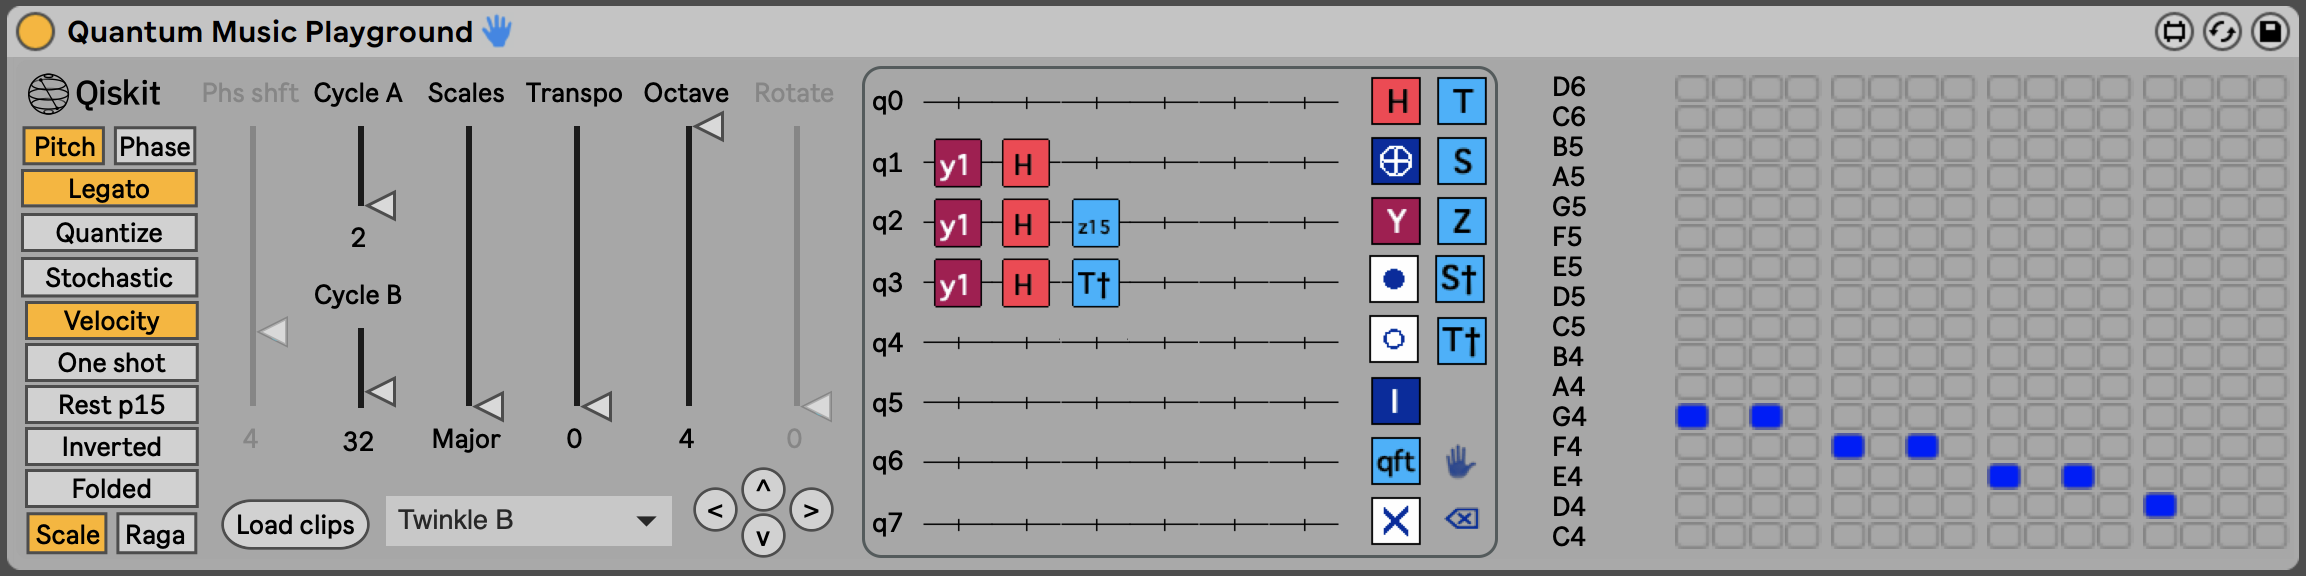 Quantum Music Playground
Qiskit
Phs shft Cycle A Scales Transpo Octave Rotate
Pitch Phase
Legato
Quantize
Stochastic
Velocity
One shot
Rest p15
Inverted
Folded
Scale Raga
2
Cycle B
4 32 Major 0 4 0
Load clips Twinkle B < ^ v >
q0
q1 y1 H
q2 y1 H z15
q3 y1 H T†
q4
q5
q6
q7
H T
S
Y Z
S†
T†
I
qft
X
D6
C6
B5
A5
G5
F5
E5
D5
C5
B4
A4
G4
F4
E4
D4
C4